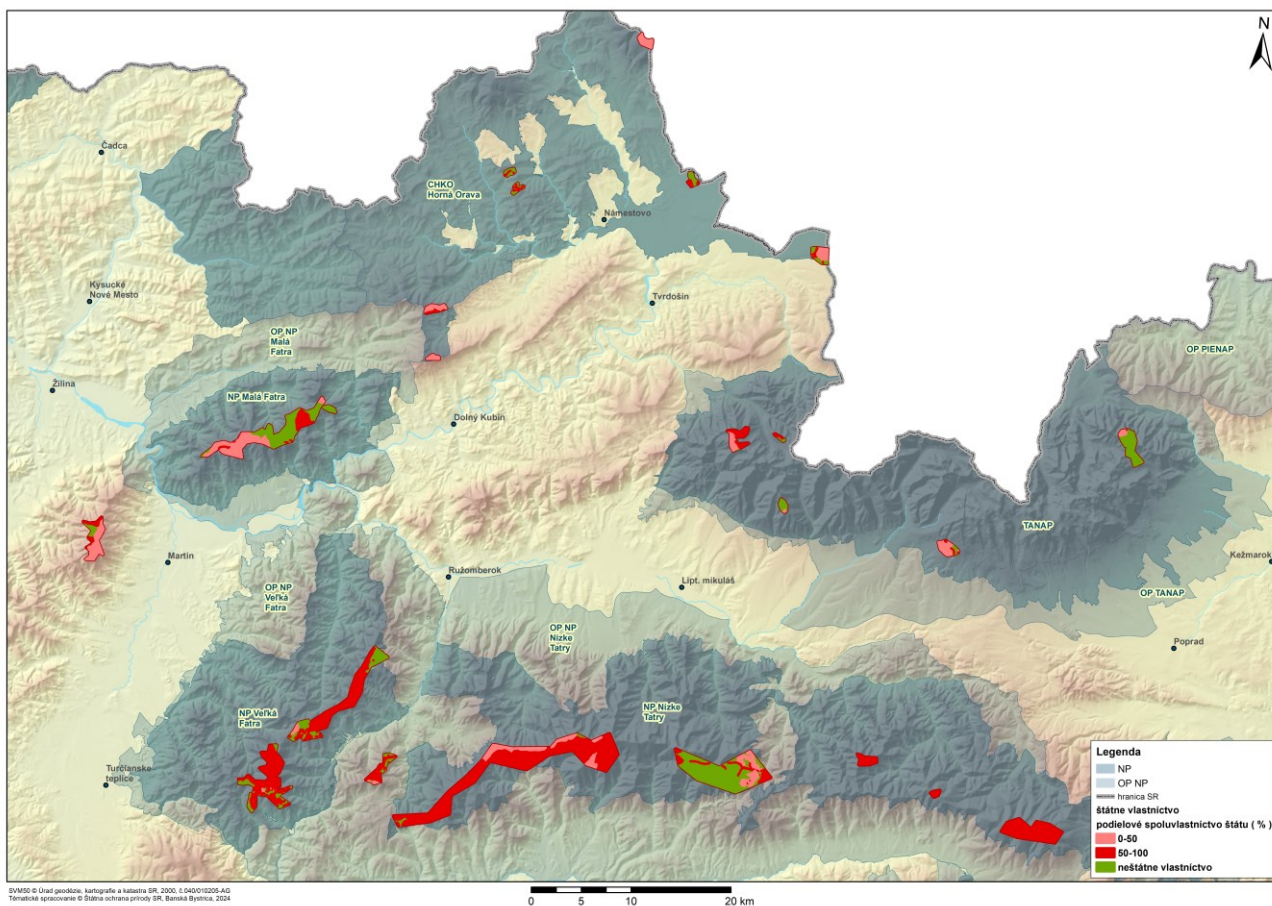 N
Čadca
CHKO
Horná Orava
Námestovo
Kysucké
Nové Mesto
Tvrdošín
OP NP
Malá
Fatra
OP PIENAP
Žilina
NP Malá Fatra
Dolný Kubín
TANAP
Martin
Ružomberok
Kežmarok
Lipt. mikuláš
OP NP
Veľká
Fatra
OP TANAP
OP NP
Nízke
Tatry
Poprad
NP Veľká
Fatra
NP Nízke
Tatry
Turčianske
teplice
Legenda
NP
OP NP
hranica SR
štátne vlastníctvo
podielové spoluvlastníctvo štátu ( % )
0-50
50-100
neštátne vlastníctvo
SVM50 © Úrad geodézie, kartografie a katastra SR, 2000, č.040/010205-AG
Tématické spracovanie © Štátna ochrana prírody SR, Banská Bystrica, 2024
0 5 10 20 km